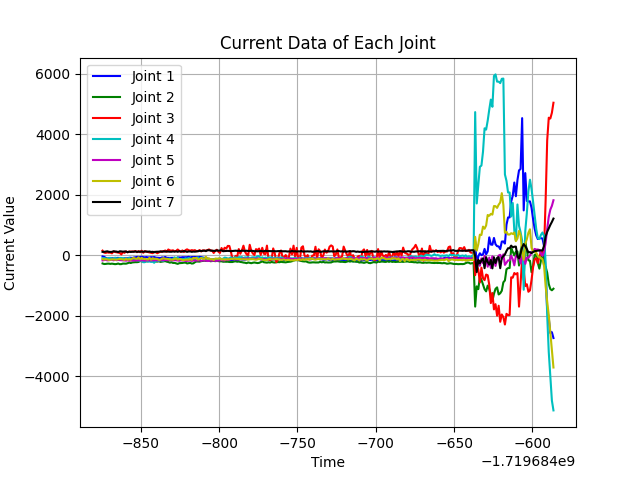 Current Data of Each Joint
Joint 1
Joint 2
Joint 3
Joint 4
Joint 5
Joint 6
Joint 7
6000
4000
2000
0
−2000
−4000
Current Value
−850 −800 −750 −700 −650 −600
Time
−1.719684e9